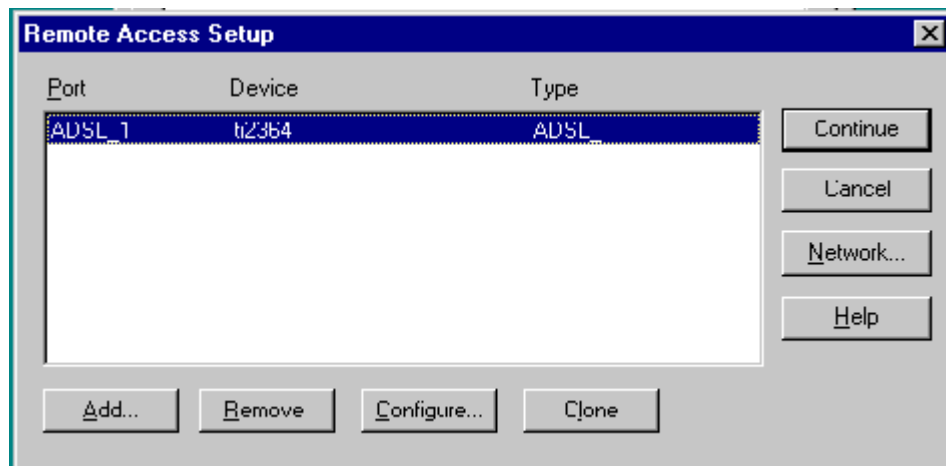 Remote Access Setup
Port Device Type
ADSL_1 ti2364 ADSL_
Continue
Cancel
Network...
Help
Add... Remove Configure... Clone